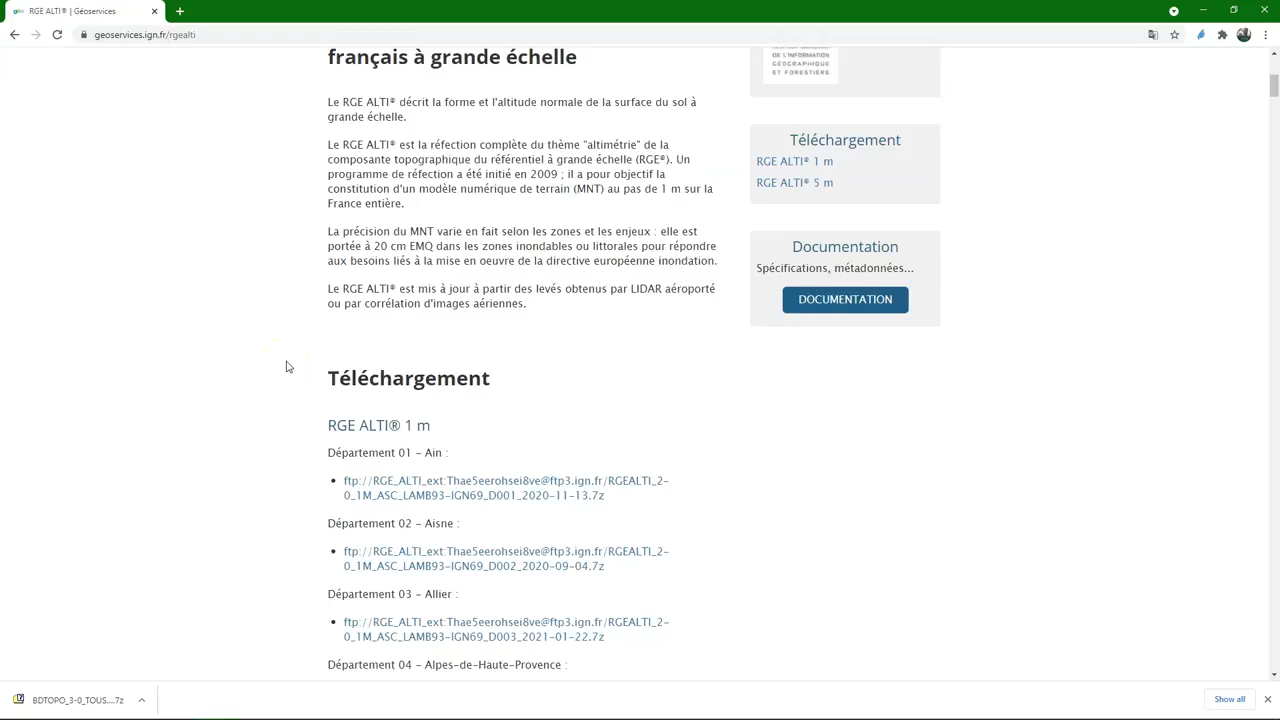 RGE ALTI® | Géoservices
geoservices.ign.fr/rgealti
français à grande échelle
Le RGE ALTI® décrit la forme et l'altitude normale de la surface du sol à
grande échelle.
Le RGE ALTI® est la réfection complète du thème "altimétrie" de la
composante topographique du référentiel à grande échelle (RGE®). Un
programme de réfection a été initié en 2009 ; il a pour objectif la
constitution d'un modèle numérique de terrain (MNT) au pas de 1 m sur la
France entière.
La précision du MNT varie en fait selon les zones et les enjeux : elle est
portée à 20 cm EMQ dans les zones inondables ou littorales pour répondre
aux besoins liés à la mise en oeuvre de la directive européenne inondation.
Le RGE ALTI® est mis à jour à partir des levés obtenus par LIDAR aéroporté
ou par corrélation d'images aériennes.
Téléchargement
RGE ALTI® 1 m
Département 01 - Ain :
ftp://RGE_ALTI_ext:Thae5eerohsei8ve@ftp3.ign.fr/RGEALTI_2-
0_1M_ASC_LAMB93-IGN69_D001_2020-11-13.7z
Département 02 - Aisne :
ftp://RGE_ALTI_ext:Thae5eerohsei8ve@ftp3.ign.fr/RGEALTI_2-
0_1M_ASC_LAMB93-IGN69_D002_2020-09-04.7z
Département 03 - Allier :
ftp://RGE_ALTI_ext:Thae5eerohsei8ve@ftp3.ign.fr/RGEALTI_2-
0_1M_ASC_LAMB93-IGN69_D003_2021-01-22.7z
Département 04 - Alpes-de-Haute-Provence :
DE L'INFORMATION
GÉOGRAPHIQUE
ET FORESTIÈRE
Téléchargement
RGE ALTI® 1 m
RGE ALTI® 5 m
Documentation
Spécifications, métadonnées...
DOCUMENTATION
BDTOPO_3-0_TOUS....7z
Show all